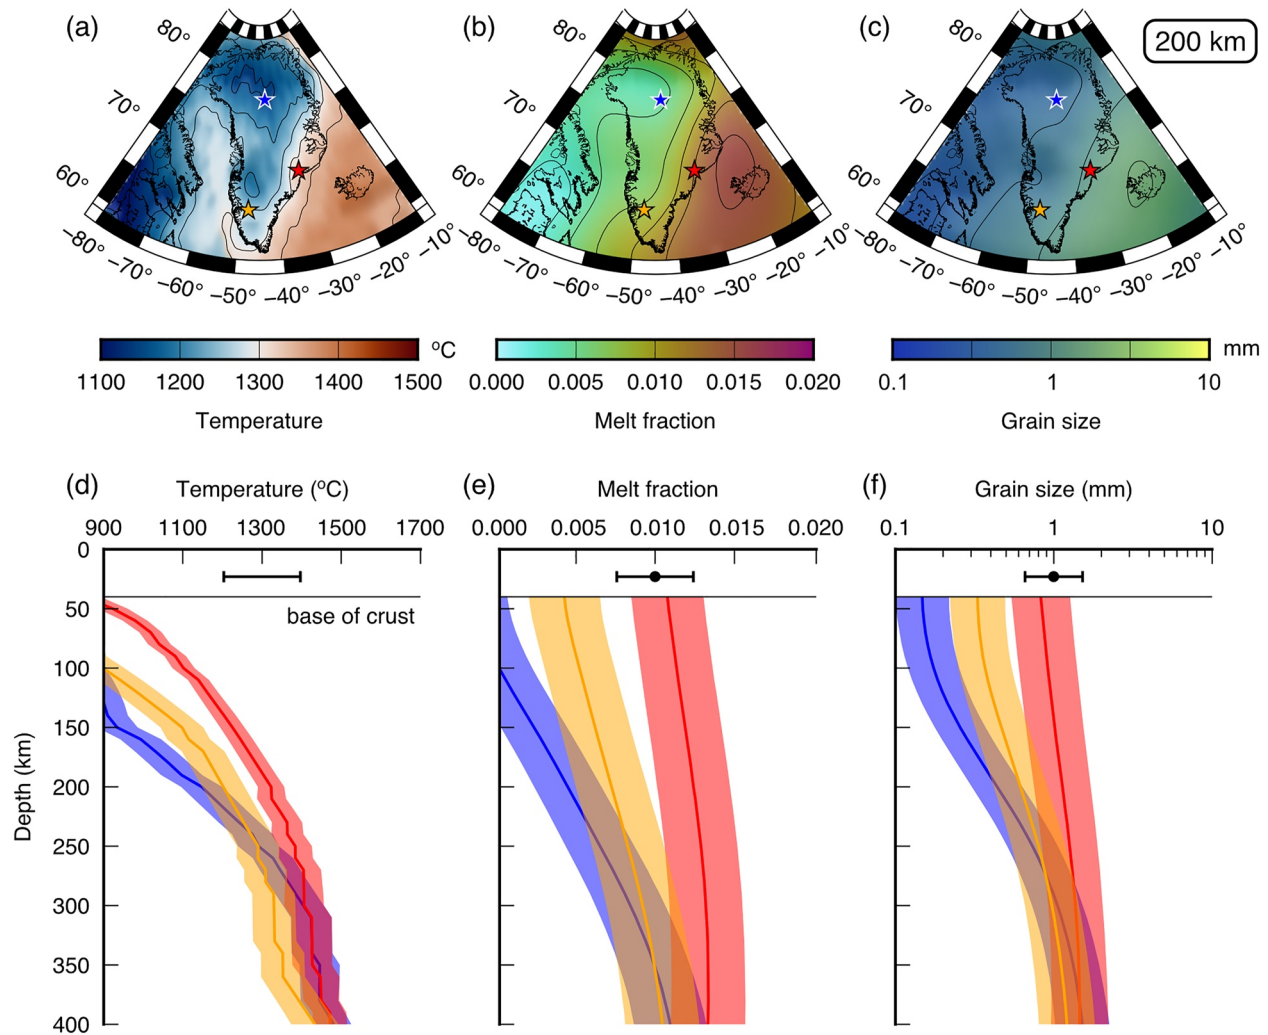 (a) (b) (c) 200 km
80° 80° 80°
70° 70° 70°
60° 60° 60°
−80° −70° −60° −50° −40° −30° −20° −10° −80° −70° −60° −50° −40° −30° −20° −10° −80° −70° −60° −50° −40° −30° −20° −10°
oC mm
1100 1200 1300 1400 1500 0.000 0.005 0.010 0.015 0.020 0.1 1 10
Temperature Melt fraction Grain size
(d) Temperature (oC) (e) Melt fraction (f) Grain size (mm)
900 1100 1300 1500 1700 0.000 0.005 0.010 0.015 0.020 0.1 1 10
0
base of crust
50
100
150
200
250
300
350
400
Depth (km)